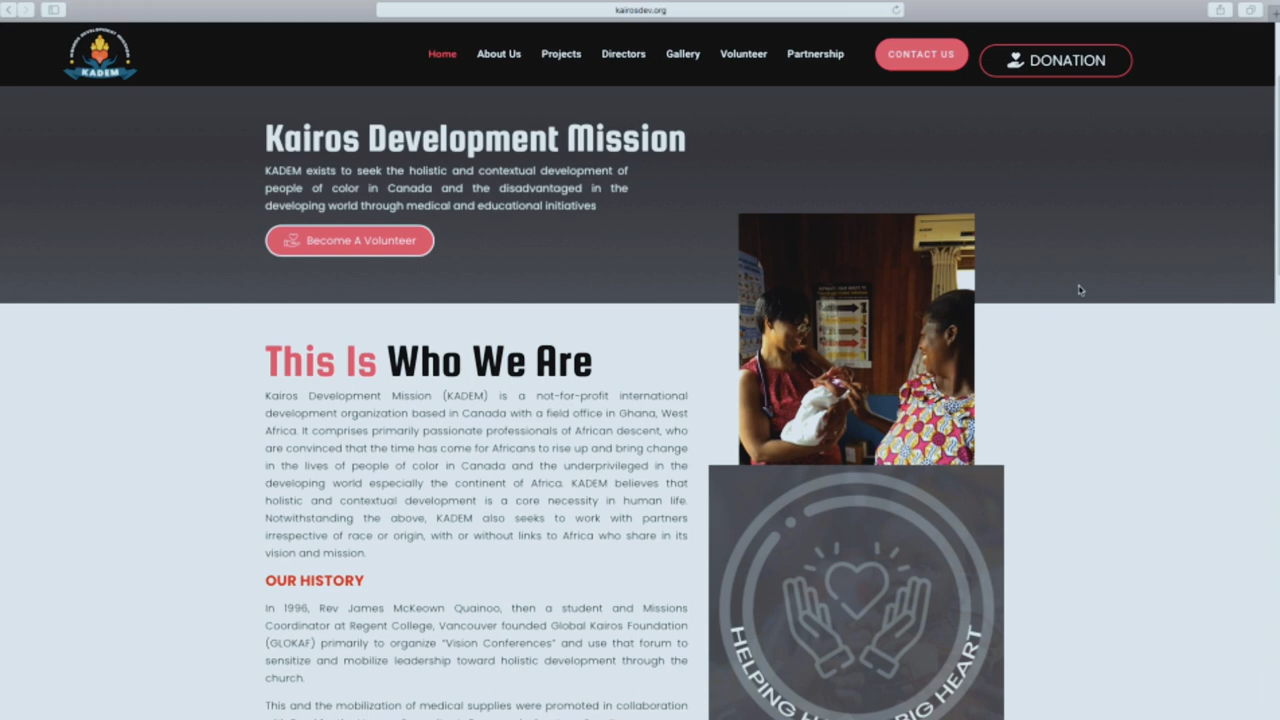 kairosdev.org
KADEM
Home About Us Projects Directors Gallery Volunteer Partnership CONTACT US DONATION
Kairos Development Mission
KADEM exists to seek the holistic and contextual development of
people of color in Canada and the disadvantaged in the
developing world through medical and educational initiatives
Become A Volunteer
This Is Who We Are
Kairos Development Mission (KADEM) is a not-for-profit international
development organization based in Canada with a field office in Ghana, West
Africa. It comprises primarily passionate professionals of African descent, who
are convinced that the time has come for Africans to rise up and bring change
in the lives of people of color in Canada and the underprivileged in the
developing world especially the continent of Africa. KADEM believes that
holistic and contextual development is a core necessity in human life.
Notwithstanding the above, KADEM also seeks to work with partners
irrespective of race or origin, with or without links to Africa who share in its
vision and mission.
OUR HISTORY
In 1996, Rev James McKeown Quainoo, then a student and Missions
Coordinator at Regent College, Vancouver founded Global Kairos Foundation
(GLOKAF) primarily to organize “Vision Conferences” and use that forum to
sensitize and mobilize leadership toward holistic development through the
church.
This and the mobilization of medical supplies were promoted in collaboration
HELPING BIG HEART